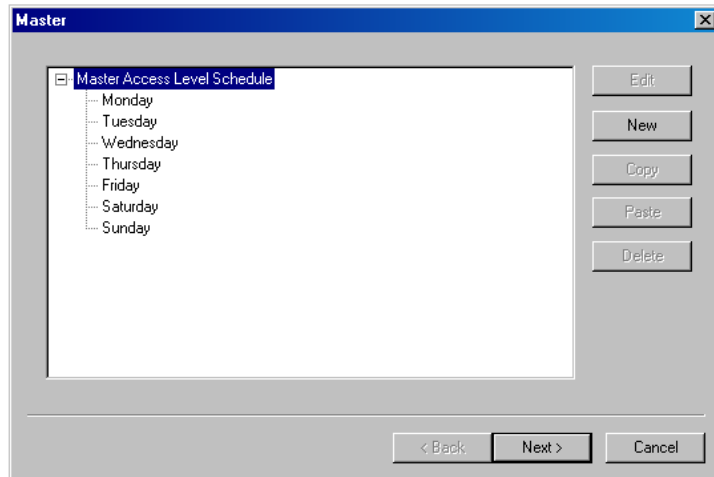 Master
Master Access Level Schedule
Monday
Tuesday
Wednesday
Thursday
Friday
Saturday
Sunday
Edit
New
Copy
Paste
Delete
< Back
Next >
Cancel